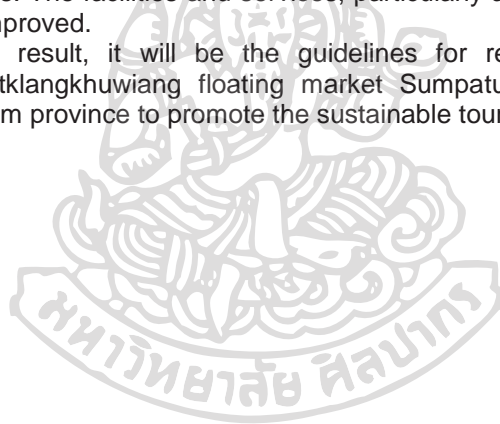 s. The facilities and services, particularly
mproved.
result, it will be the guidelines for re
tklangkhuwiang floating market Sumpatu
m province to promote the sustainable tour
มหาวิทยาลัย ศิลปากร